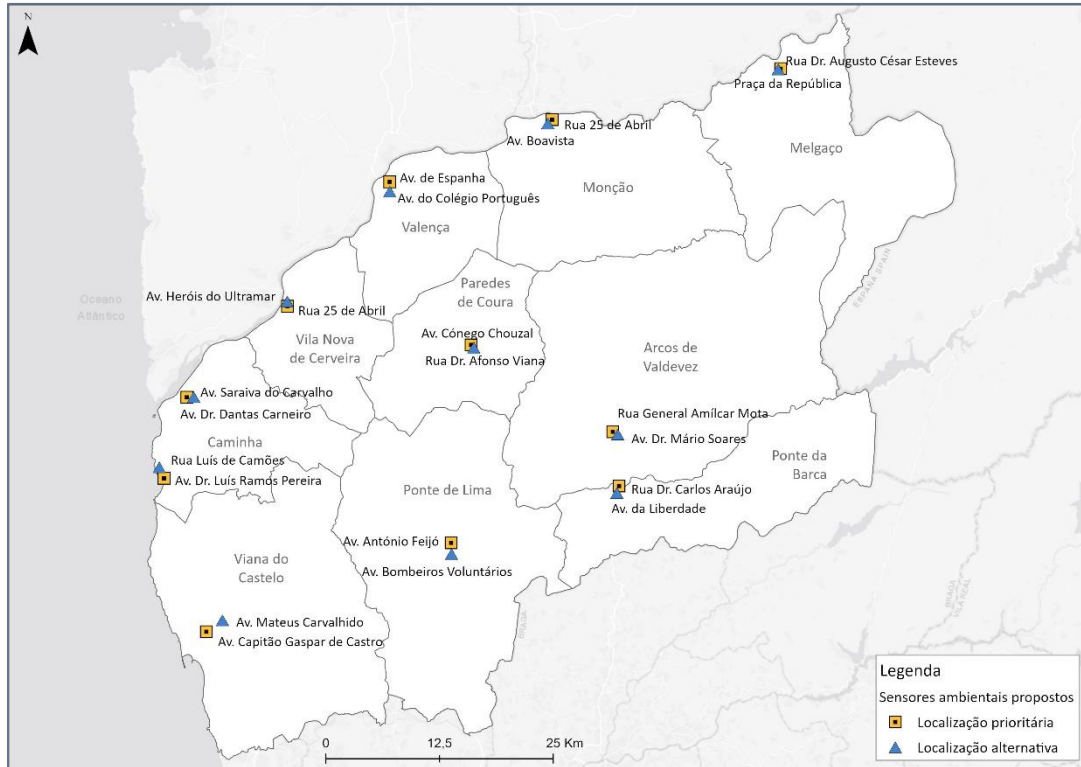 N
Rua Dr. Augusto César Esteves
Praça da República
Melgaço
Rua 25 de Abril
Av. Boavista
Monção
Av. de Espanha
Av. do Colégio Português
Valença
ESPAÑA SPAIN
Oceano
Atlântico
Av. Heróis do Ultramar
Rua 25 de Abril
Vila Nova
de Cerveira
Paredes
de Coura
Av. Cónego Chouzal
Rua Dr. Afonso Viana
Arcos de
Valdevez
Av. Saraiva do Carvalho
Av. Dr. Dantas Carneiro
Caminha
Rua Luís de Camões
Av. Dr. Luís Ramos Pereira
Rua General Amílcar Mota
Av. Dr. Mário Soares
Ponte da
Barca
Rua Dr. Carlos Araújo
Av. da Liberdade
Ponte de Lima
Av. António Feijó
Av. Bombeiros Voluntários
Viana do
Castelo
Av. Mateus Carvalhido
Av. Capitão Gaspar de Castro
BRAGA
BRAGA
VILA REAL
Legenda
Sensores ambientais propostos
Localização prioritária
Localização alternativa
0 12,5 25 Km